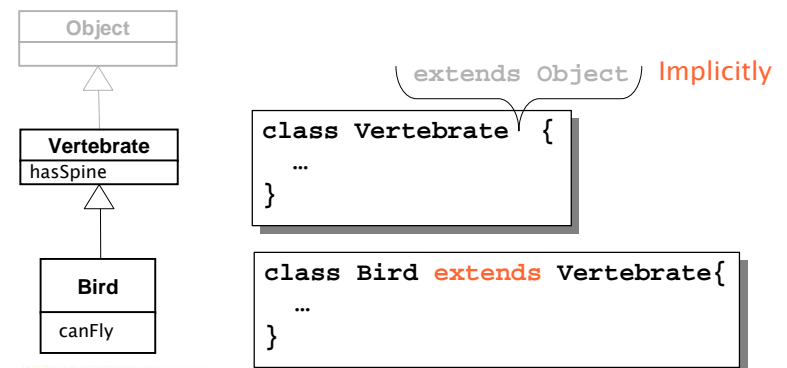 Object
Vertebrate
hasSpine
Bird
canFly
extends Object Implicitly
class Vertebrate {
…
}
class Bird extends Vertebrate{
…
}